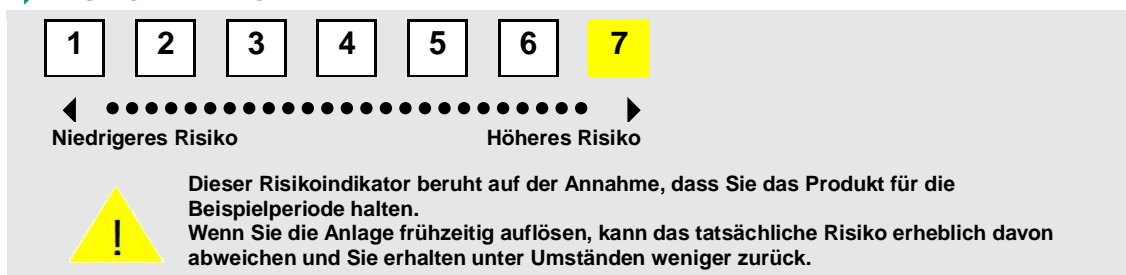 1 2 3 4 5 6 7
Niedrigeres Risiko Höheres Risiko
Dieser Risikoindikator beruht auf der Annahme, dass Sie das Produkt für die
Beispielperiode halten.
! Wenn Sie die Anlage frühzeitig auflösen, kann das tatsächliche Risiko erheblich davon
abweichen und Sie erhalten unter Umständen weniger zurück.